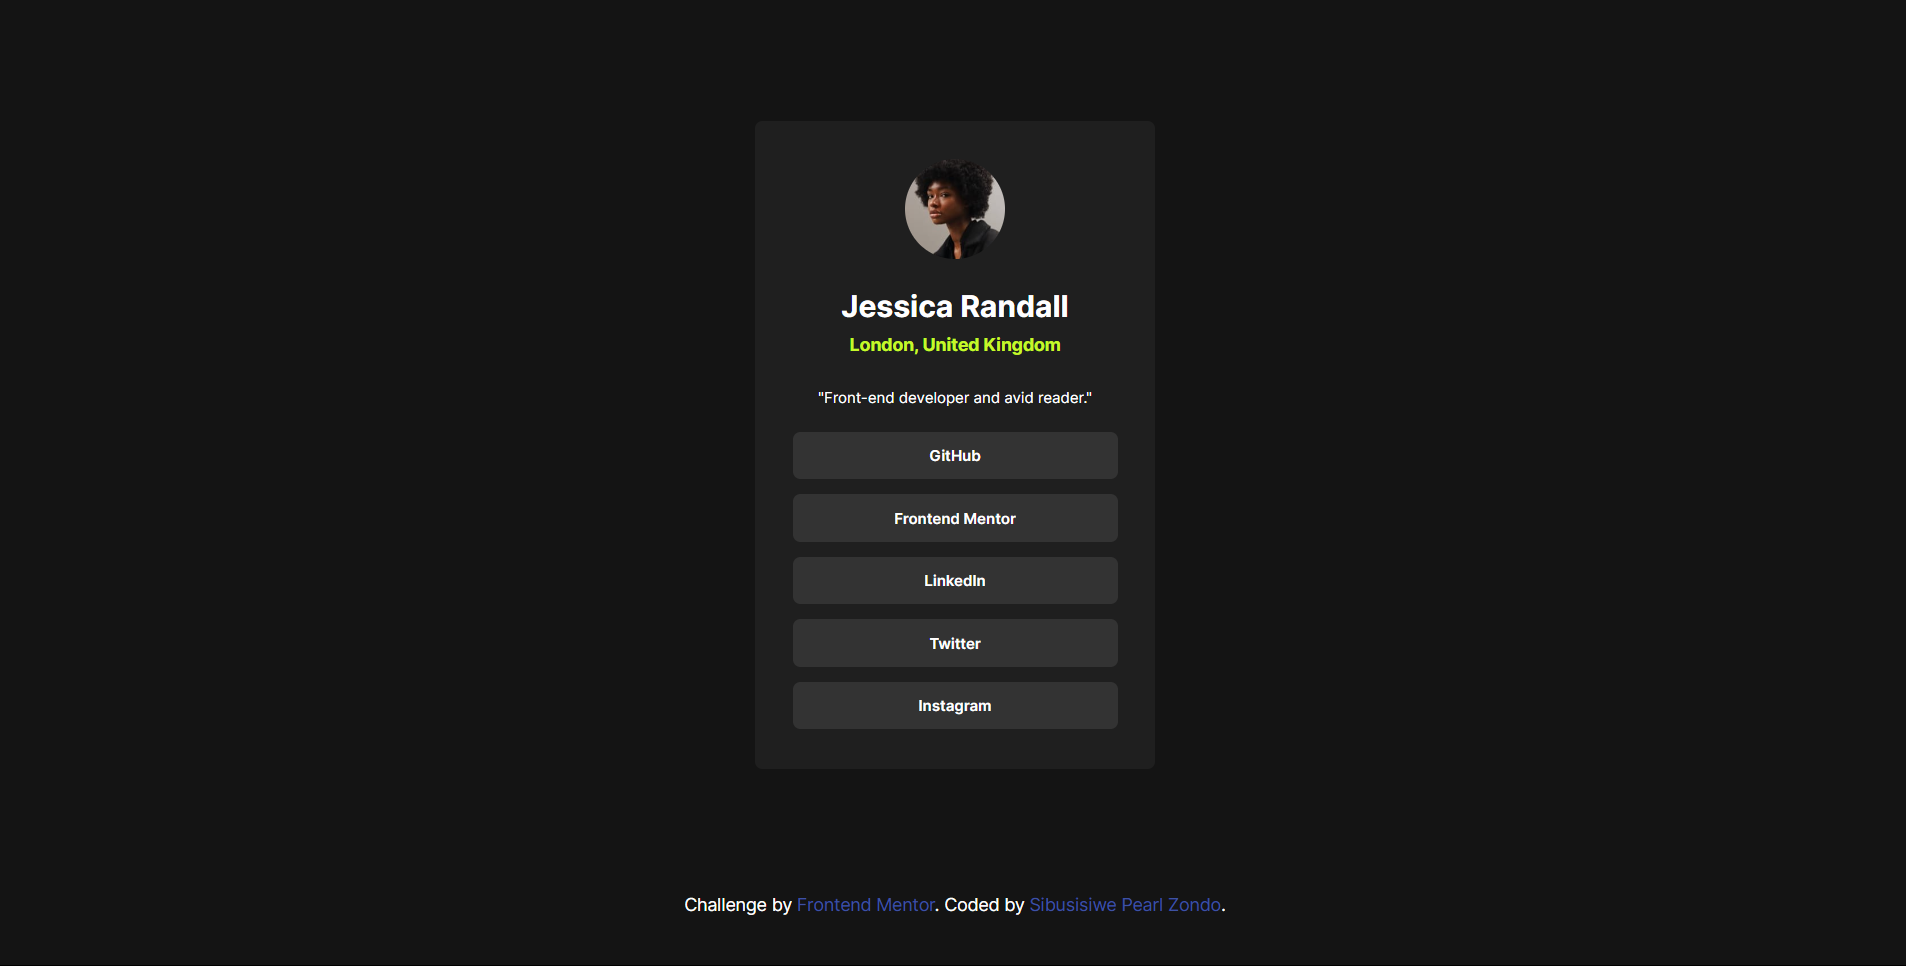 Jessica Randall
London, United Kingdom
"Front-end developer and avid reader."
GitHub
Frontend Mentor
LinkedIn
Twitter
Instagram
Challenge by Frontend Mentor. Coded by Sibusisiwe Pearl Zondo.